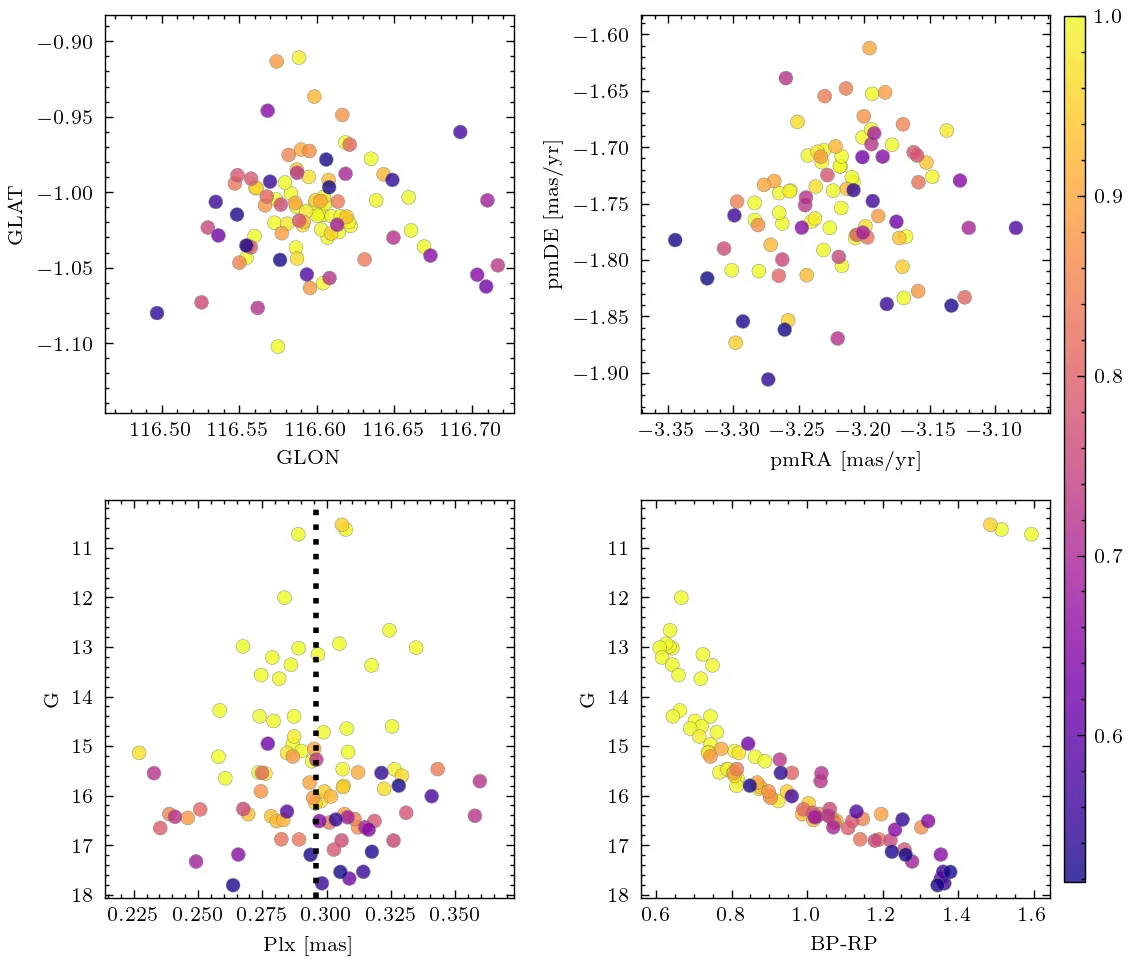 −0.90
−0.95
−1.00
−1.05
−1.10
GLAT
116.50 116.55 116.60 116.65 116.70
GLON
−1.60
−1.65
−1.70
−1.75
−1.80
−1.85
−1.90
pmDE [mas/yr]
−3.35 −3.30 −3.25 −3.20 −3.15 −3.10
pmRA [mas/yr]
1.0
0.9
0.8
0.7
0.6
11
12
13
14
15
16
17
18
G
0.225 0.250 0.275 0.300 0.325 0.350
Plx [mas]
11
12
13
14
15
16
17
18
G
0.6 0.8 1.0 1.2 1.4 1.6
BP-RP